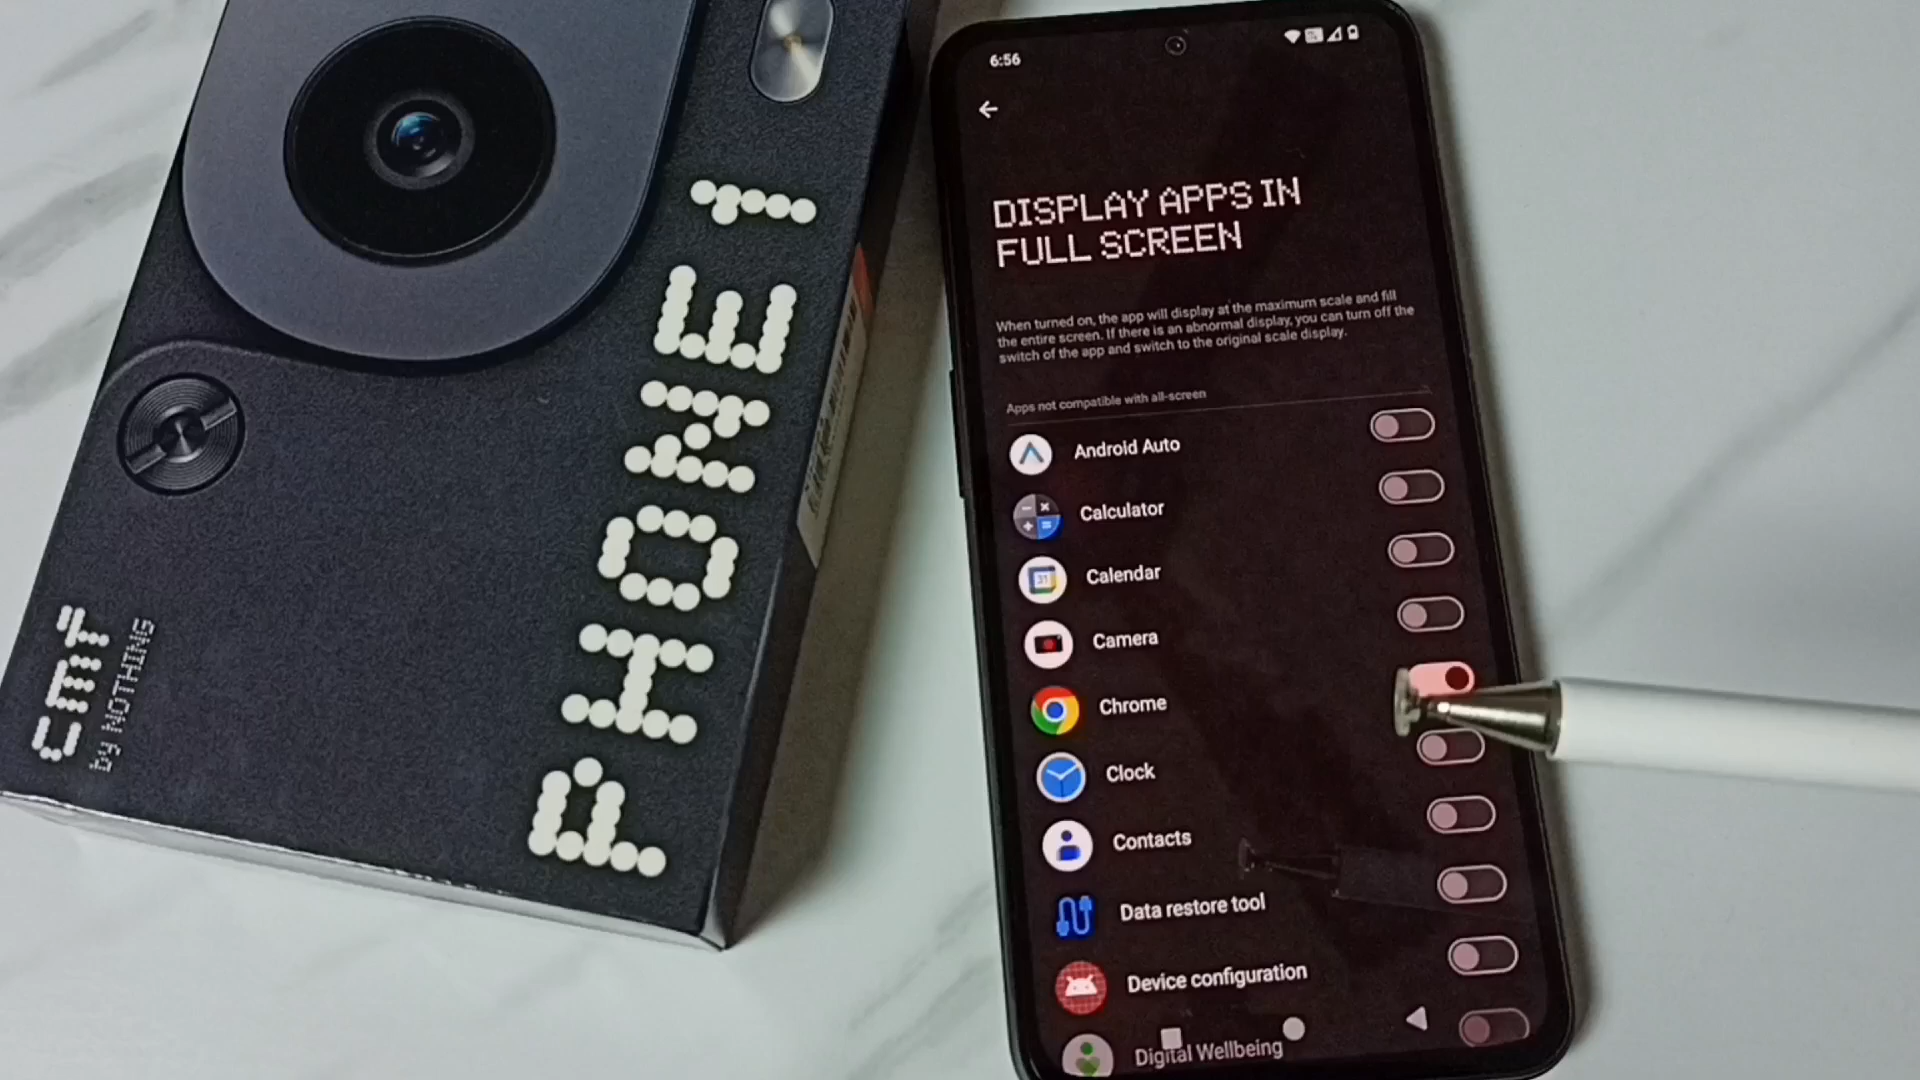 PHONE 1
cmf
by NOTHING
6:56
DISPLAY APPS IN
FULL SCREEN
When turned on, the app will display at the maximum scale and fill
the entire screen. If there is an abnormal display, you can turn off the
switch of the app and switch to the original scale display.
Apps not compatible with all-screen
Android Auto
Calculator
31
Calendar
Camera
Chrome
Clock
Contacts
Data restore tool
Device configuration
Digital Wellbeing